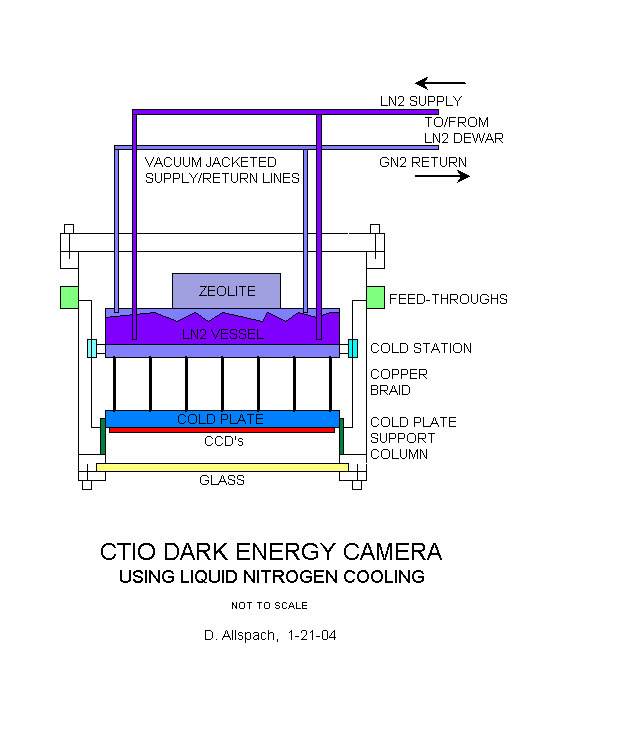 LN2 SUPPLY
TO/FROM
LN2 DEWAR
VACUUM JACKETED
SUPPLY/RETURN LINES
GN2 RETURN
ZEOLITE
FEED-THROUGHS
LN2 VESSEL
COLD STATION
COPPER
BRAID
COLD PLATE
CCD's
COLD PLATE
SUPPORT
COLUMN
GLASS
CTIO DARK ENERGY CAMERA
USING LIQUID NITROGEN COOLING
NOT TO SCALE
D. Allspach, 1-21-04